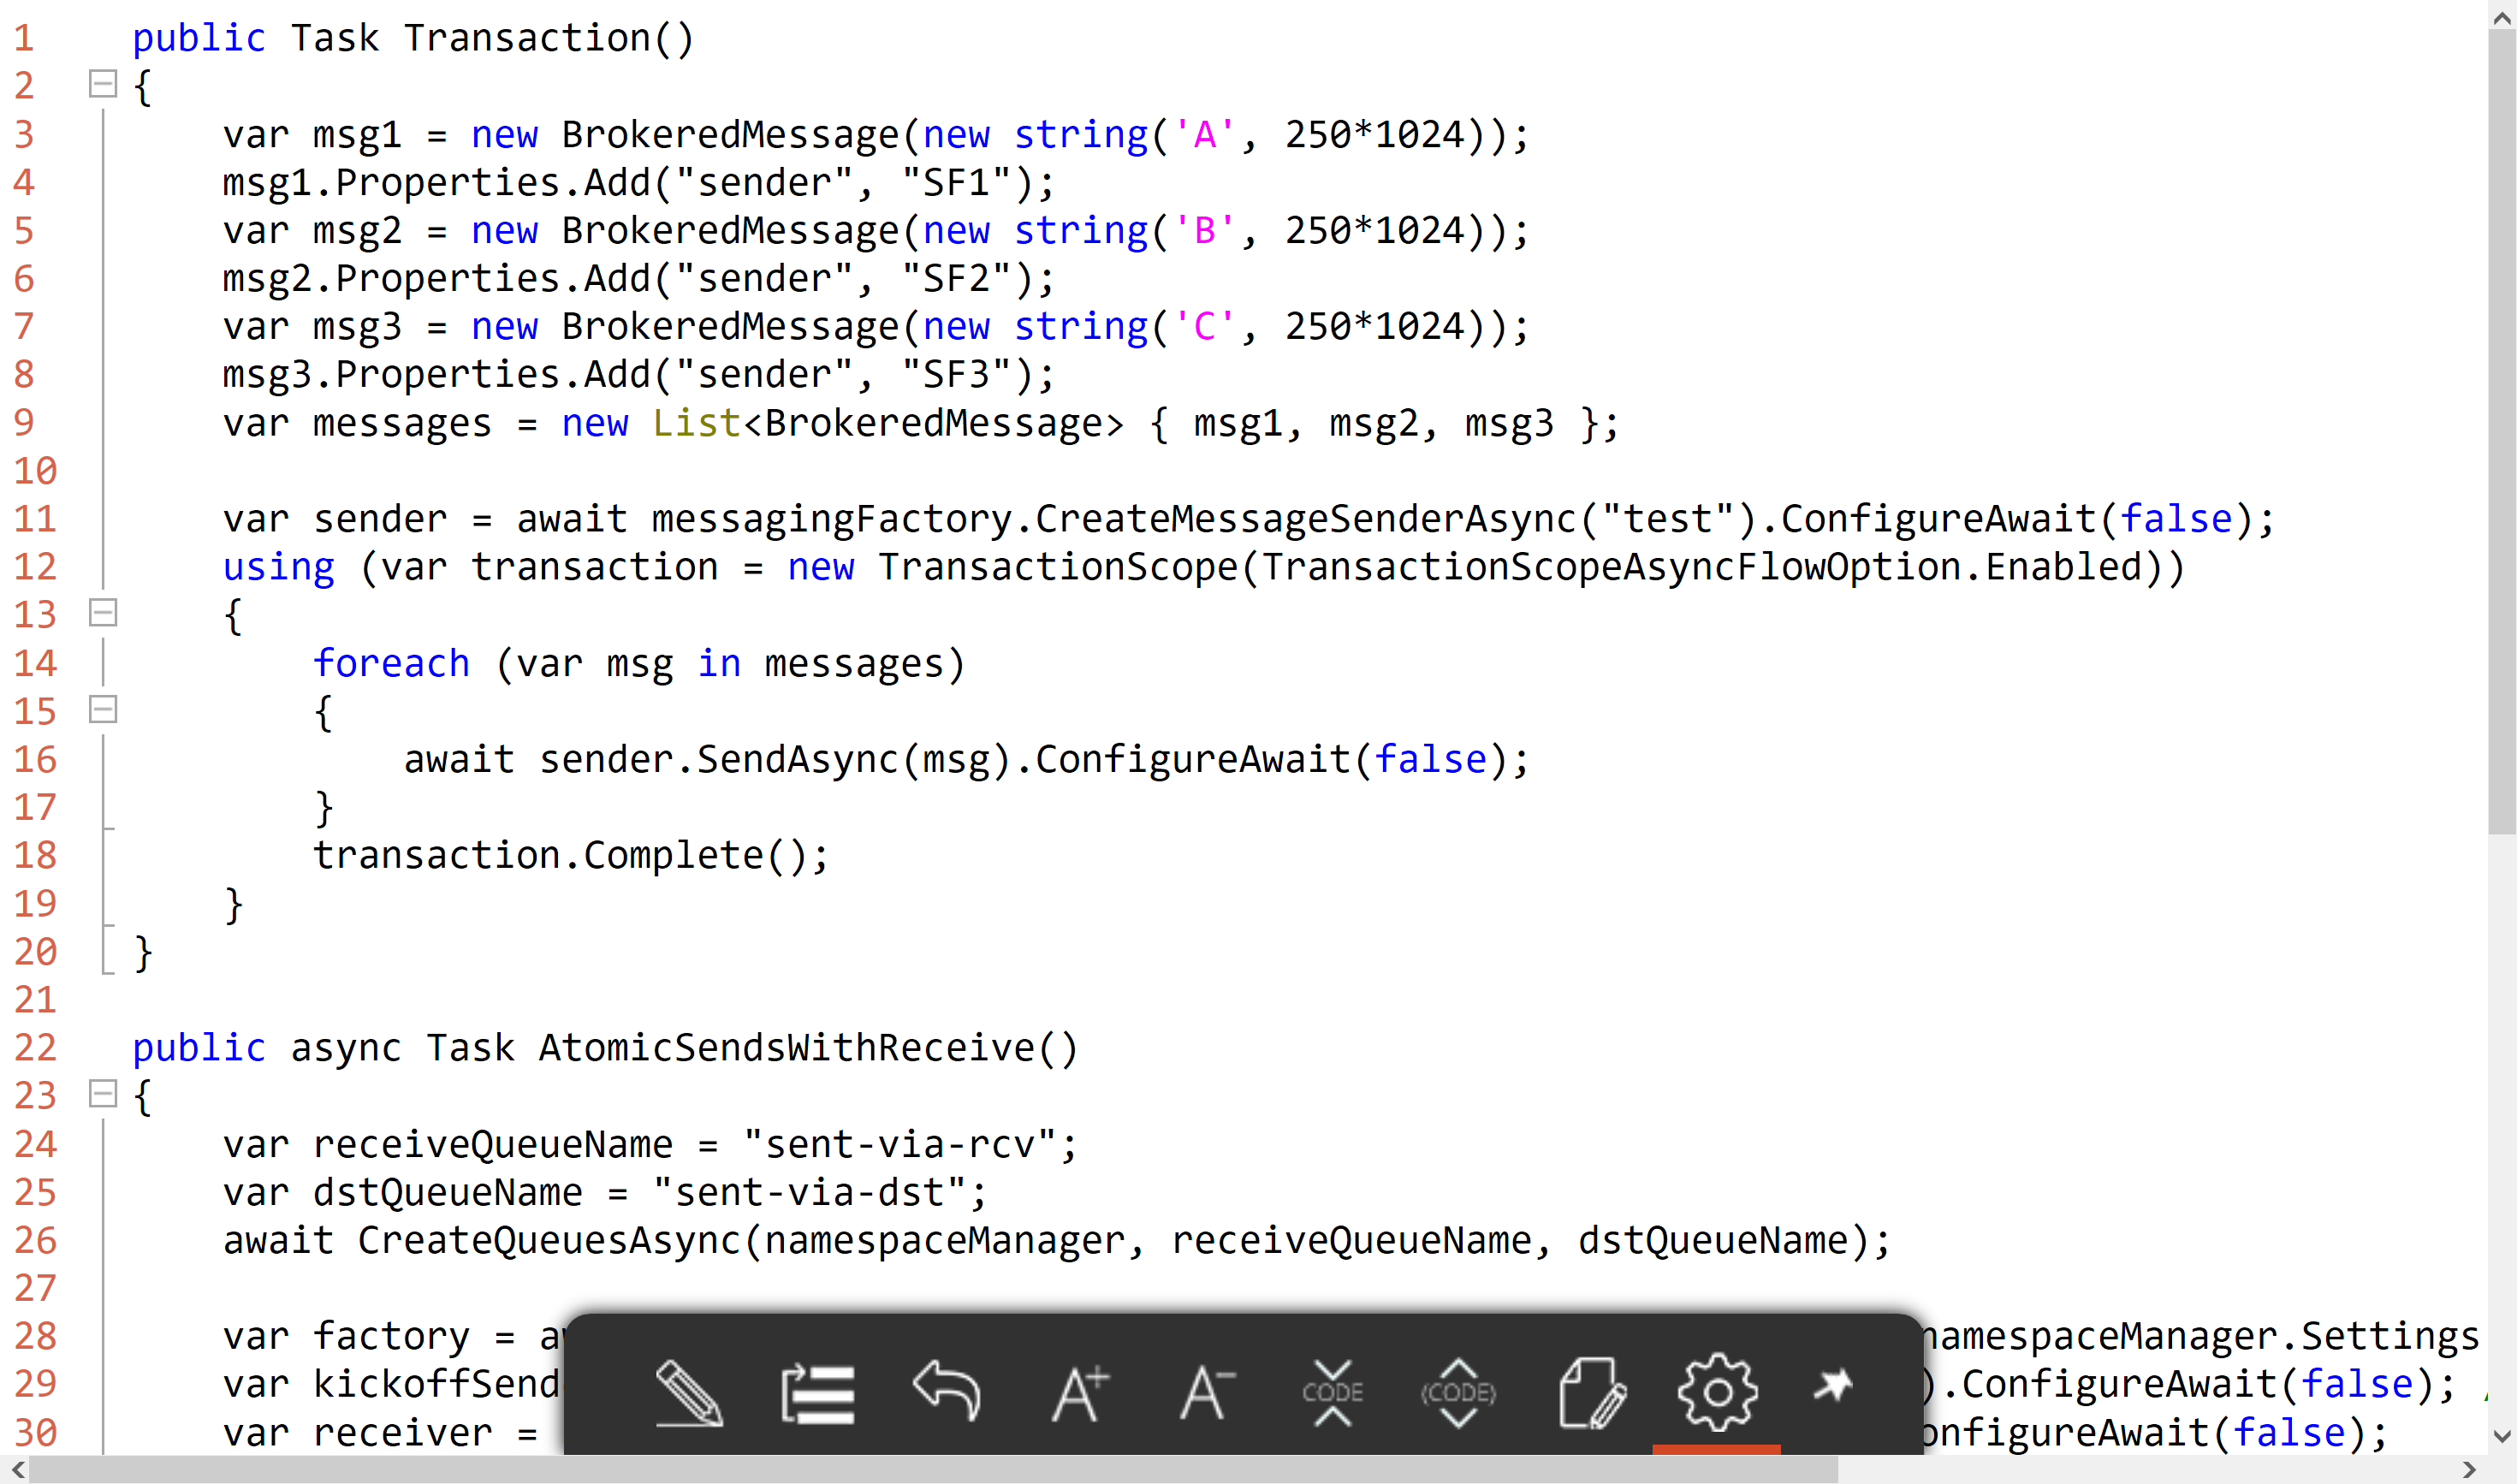 1 public Task Transaction()
2 {
3 var msg1 = new BrokeredMessage(new string('A', 250*1024));
4 msg1.Properties.Add("sender", "SF1");
5 var msg2 = new BrokeredMessage(new string('B', 250*1024));
6 msg2.Properties.Add("sender", "SF2");
7 var msg3 = new BrokeredMessage(new string('C', 250*1024));
8 msg3.Properties.Add("sender", "SF3");
9 var messages = new List<BrokeredMessage> { msg1, msg2, msg3 };
10
11 var sender = await messagingFactory.CreateMessageSenderAsync("test").ConfigureAwait(false);
12 using (var transaction = new TransactionScope(TransactionScopeAsyncFlowOption.Enabled))
13 {
14 foreach (var msg in messages)
15 {
16 await sender.SendAsync(msg).ConfigureAwait(false);
17 }
18 transaction.Complete();
19 }
20 }
21
22 public async Task AtomicSendsWithReceive()
23 {
24 var receiveQueueName = "sent-via-rcv";
25 var dstQueueName = "sent-via-dst";
26 await CreateQueuesAsync(namespaceManager, receiveQueueName, dstQueueName);
27
28 var factory = a namespaceManager.Settings
29 var kickoffSend ).ConfigureAwait(false);
30 var receiver = onfigureAwait(false);
A+ A- CODE (CODE)